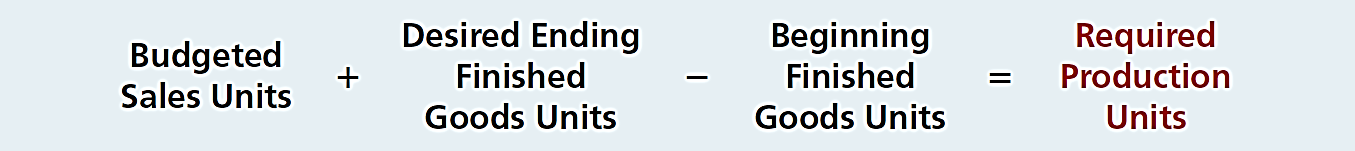 Budgeted
Sales Units
+
Desired Ending
Finished
Goods Units
−
Beginning
Finished
Goods Units
=
Required
Production
Units